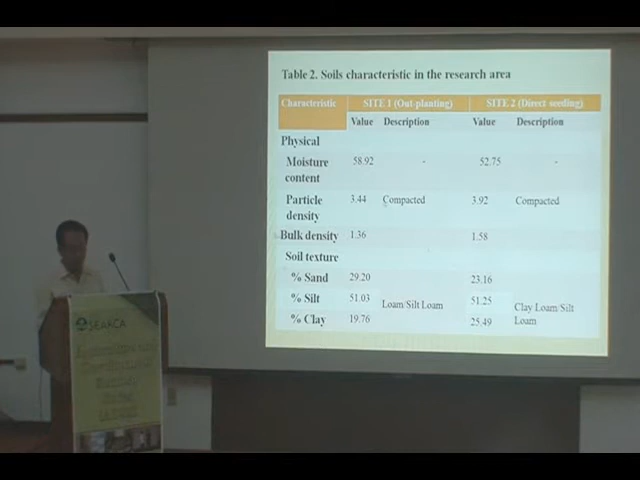 Table 2. Soils characteristic in the research area
Characteristic SITE 1 (Out-planting) SITE 2 (Direct seeding)
Value Description Value Description
Physical
Moisture content 58.92 - 52.75 -
Particle density 3.44 Compacted 3.92 Compacted
Bulk density 1.36 1.58
Soil texture
% Sand 29.20 23.16
% Silt 51.03 Loam/Silt Loam 51.25 Clay Loam/Silt Loam
% Clay 19.76 25.49
SEARCA